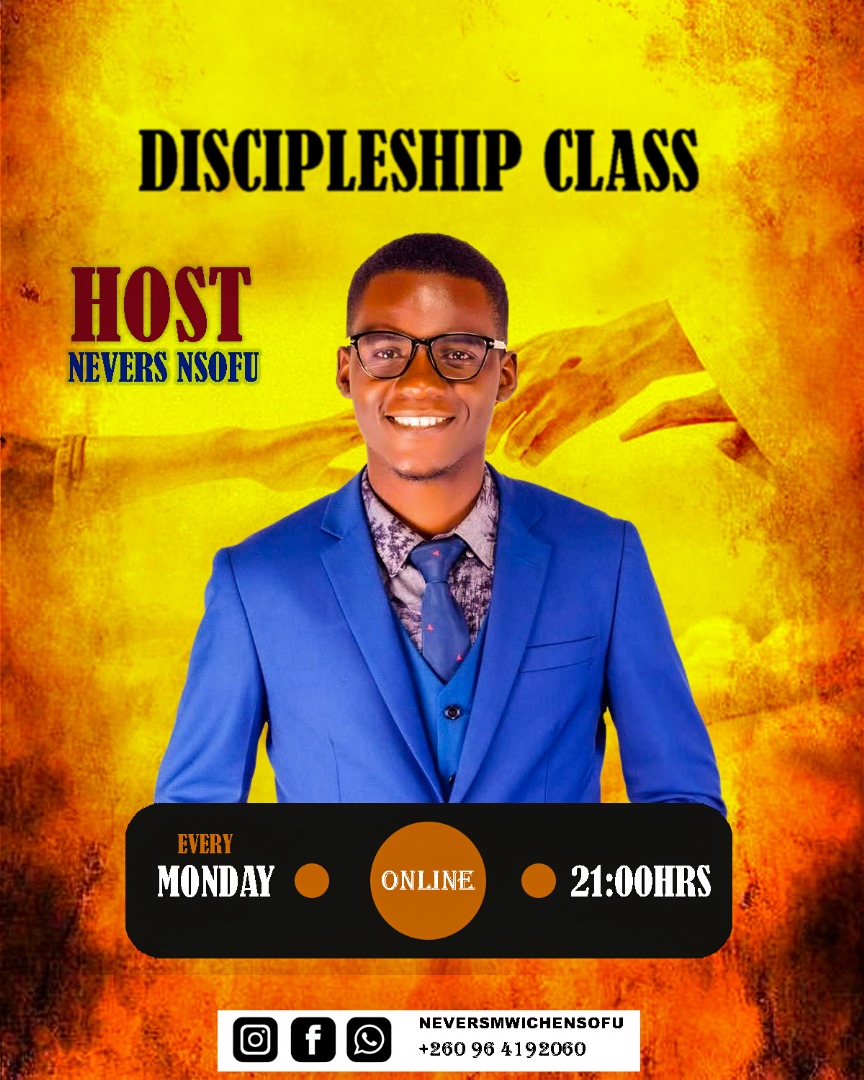 DISCIPLESHIP CLASS
HOST
NEVERS NSOFU
EVERY
MONDAY
ONLINE
21:00HRS
NEVERSMWICHENSOFU
+260 96 4192060